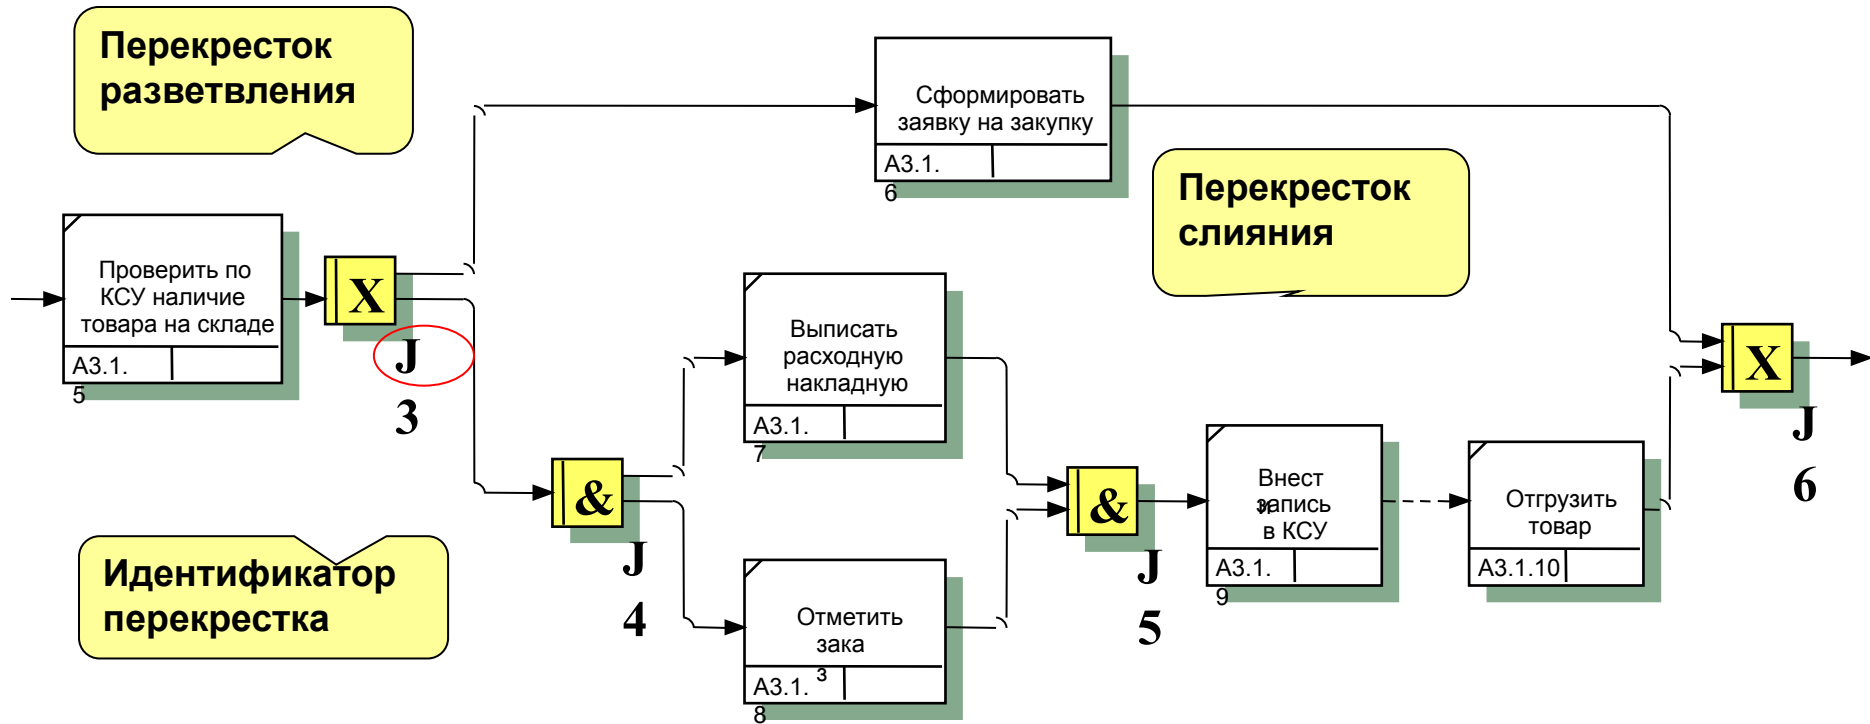 Перекресток
разветвления
Сформировать
заявку на закупку
А3.1.
6
Перекресток
слияния
Проверить по
КСУ наличие
товара на складе
А3.1.
5
X
J
3
Выписать
расходную
накладную
А3.1.
7
X
J
6
&
J
4
&
J
5
Внест
и
запись
в КСУ
А3.1.
9
Отгрузить
товар
А3.1.10
Идентификатор
перекрестка
Отметить
зака
з
А3.1.
8